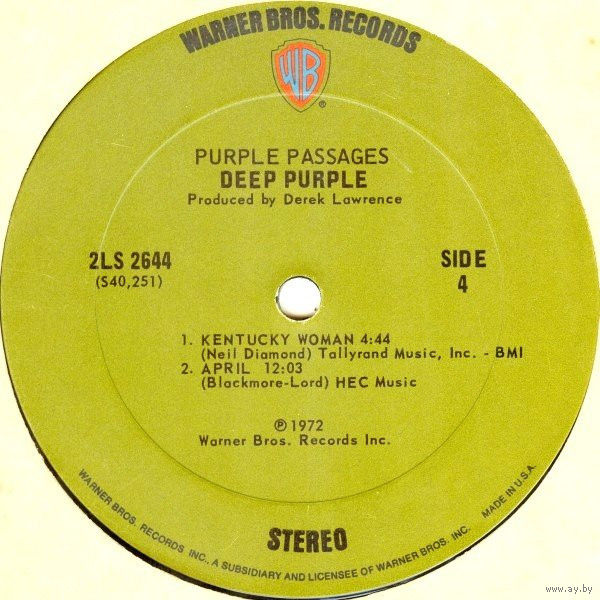 WARNER BROS. RECORDS
WB
®
PURPLE PASSAGES
DEEP PURPLE
Produced by Derek Lawrence
2LS 2644
(S40,251)
SIDE
4
1. KENTUCKY WOMAN 4:44
(Neil Diamond) Tallyrand Music, Inc. - BMI
2. APRIL 12:03
(Blackmore-Lord) HEC Music
℗ 1972
Warner Bros. Records Inc.
STEREO
WARNER BROS. RECORDS INC., A SUBSIDIARY AND LICENSEE OF WARNER BROS. INC.
MADE IN U.S.A.
www.ay.by